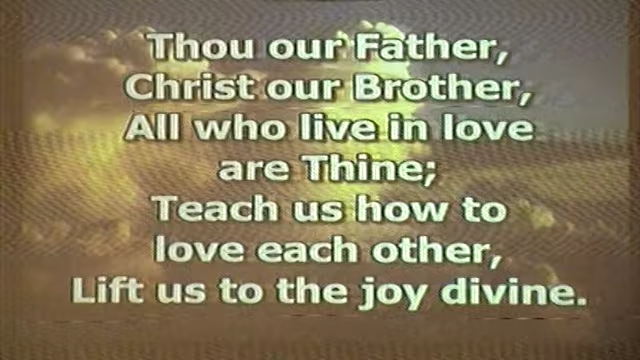 Thou our Father,
Christ our Brother,
All who live in love
are Thine;
Teach us how to
love each other,
Lift us to the joy divine.